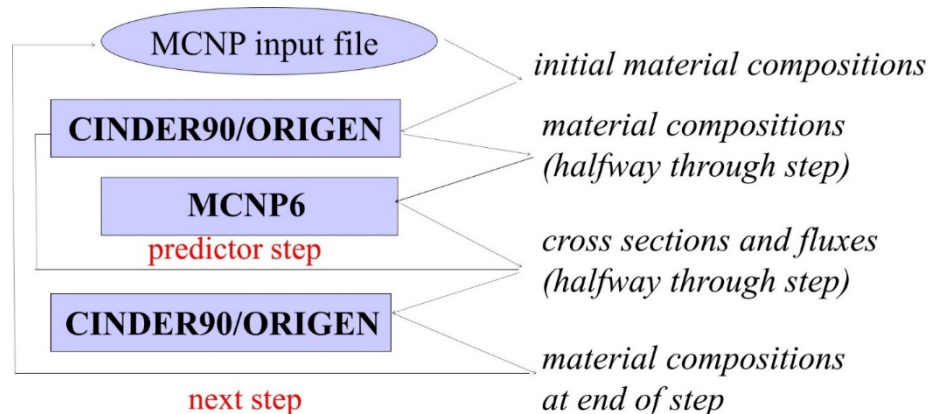 MCNP input file
initial material compositions
CINDER90/ORIGEN
material compositions
(halfway through step)
MCNP6
predictor step
cross sections and fluxes
(halfway through step)
CINDER90/ORIGEN
material compositions
at end of step
next step